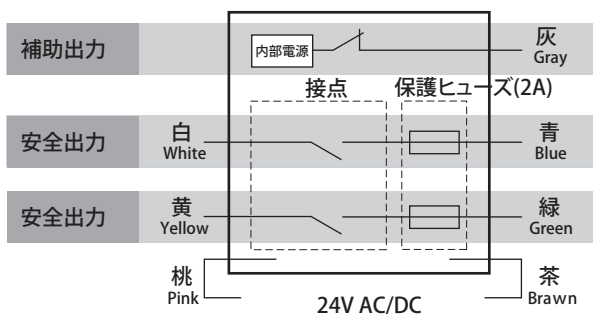 補助出力
内部電源
灰
Gray
接点
保護ヒューズ(2A)
安全出力
白
White
青
Blue
安全出力
黄
Yellow
緑
Green
桃
Pink
24V AC/DC
茶
Brawn